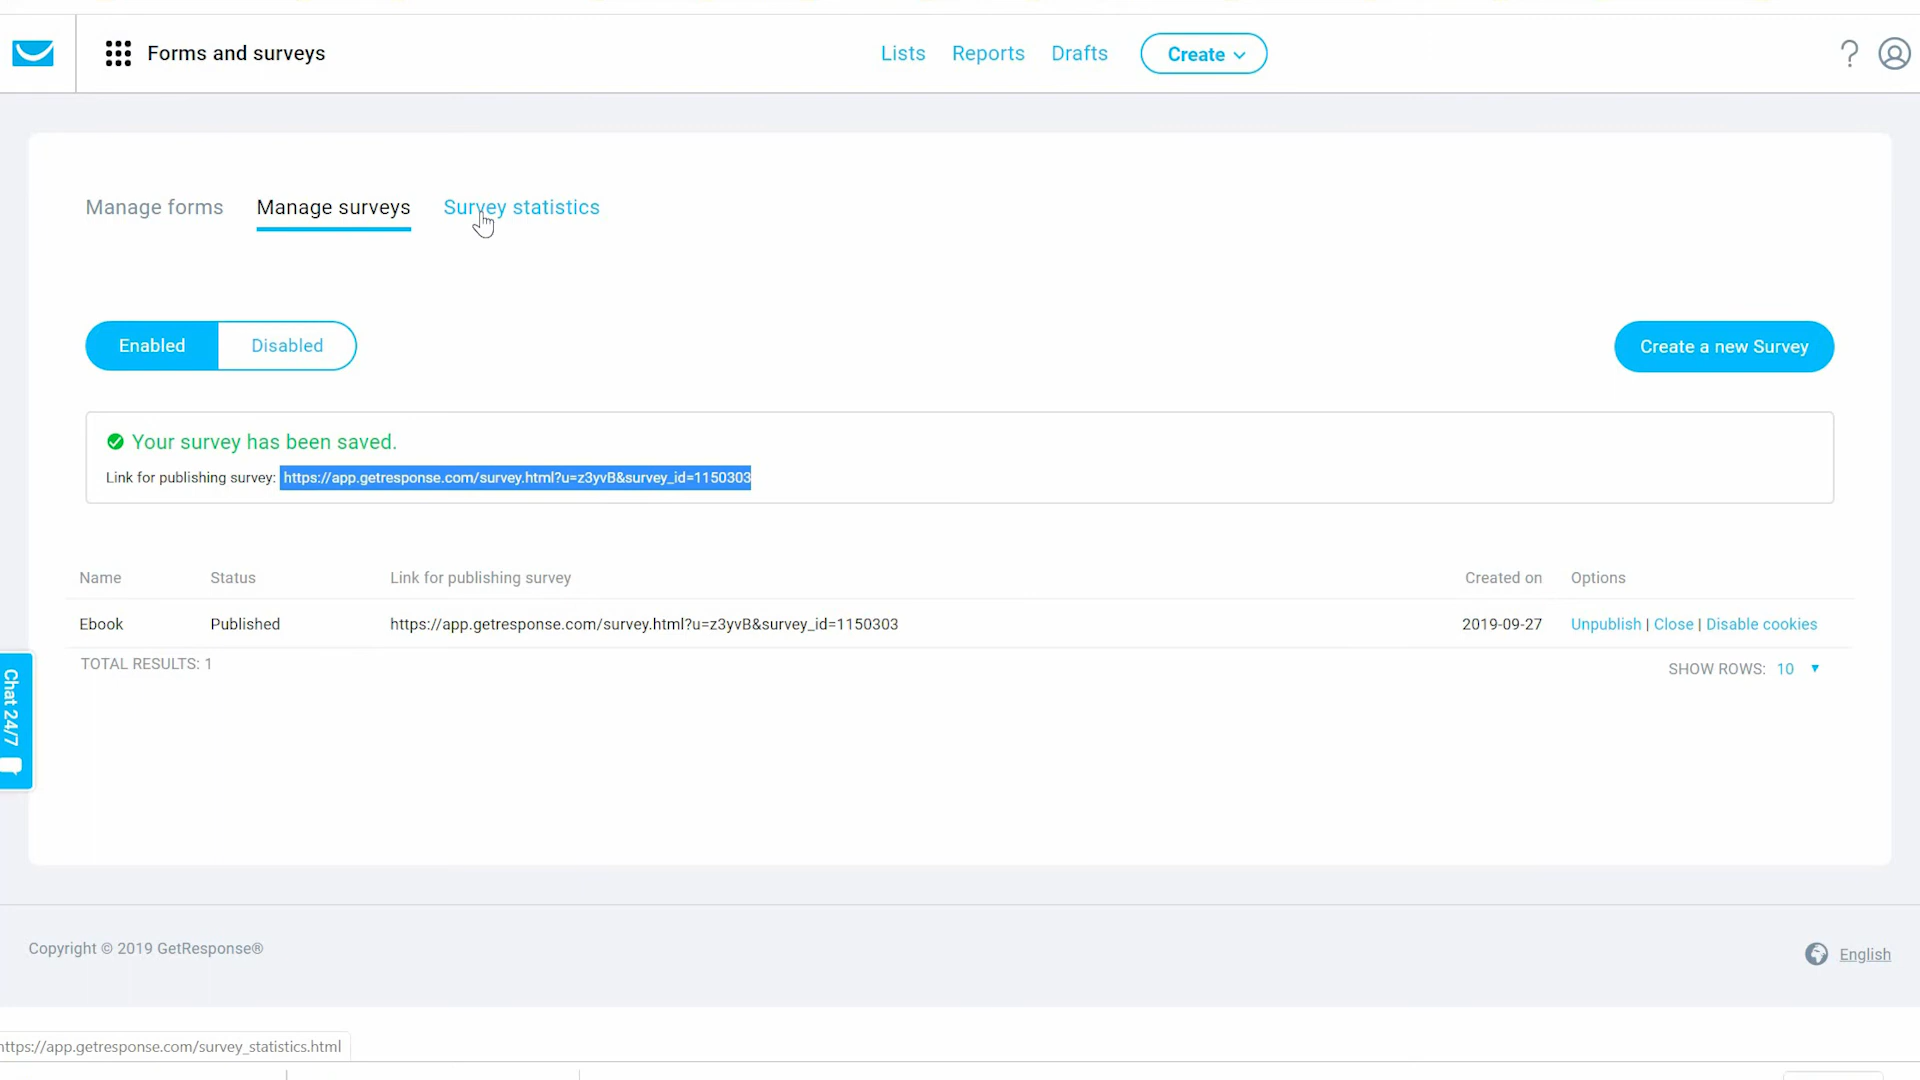 Forms and surveys
Lists Reports Drafts Create
Manage forms Manage surveys Survey statistics
Enabled Disabled
Create a new Survey
Your survey has been saved.
Link for publishing survey: https://app.getresponse.com/survey.html?u=z3yvB&survey_id=1150303
Name Status Link for publishing survey Created on Options
Ebook Published https://app.getresponse.com/survey.html?u=z3yvB&survey_id=1150303 2019-09-27 Unpublish | Close | Disable cookies
TOTAL RESULTS: 1
SHOW ROWS: 10
Chat 24/7
Copyright © 2019 GetResponse®
English
https://app.getresponse.com/survey_statistics.html